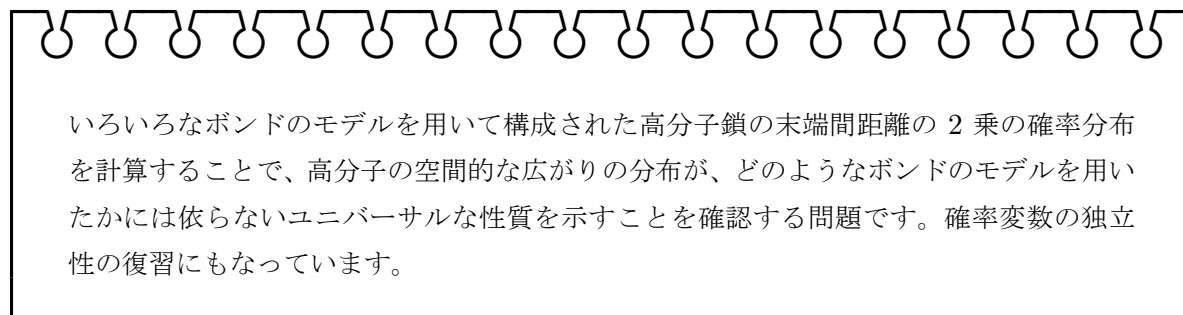 いろいろなボンドのモデルを用いて構成された高分子鎖の末端間距離の 2 乗の確率分布
を計算することで、高分子の空間的な広がりの分布が、どのようなボンドのモデルを用い
たかには依らないユニバーサルな性質を示すことを確認する問題です。確率変数の独立
性の復習にもなっています。